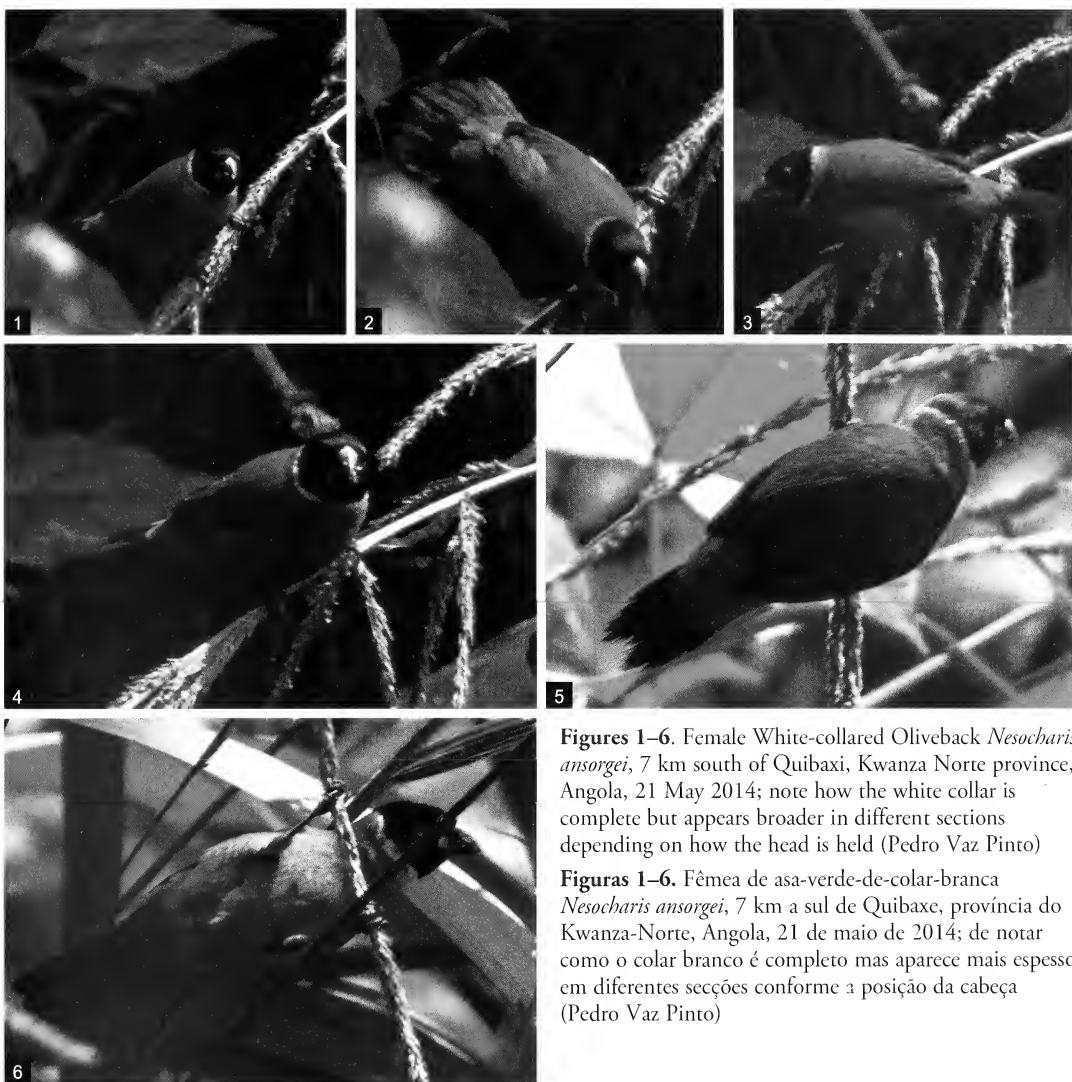 1
2
3
4
5
6
Figures 1–6. Female White-collared Oliveback Nesocharis
ansorgei, 7 km south of Quibaxi, Kwanza Norte province,
Angola, 21 May 2014; note how the white collar is
complete but appears broader in different sections
depending on how the head is held (Pedro Vaz Pinto)
Figuras 1–6. Fêmea de asa-verde-de-colar-branca
Nesocharis ansorgei, 7 km a sul de Quibaxe, província do
Kwanza-Norte, Angola, 21 de maio de 2014; de notar
como o colar branco é completo mas aparece mais espesso
em diferentes secções conforme a posição da cabeça
(Pedro Vaz Pinto)